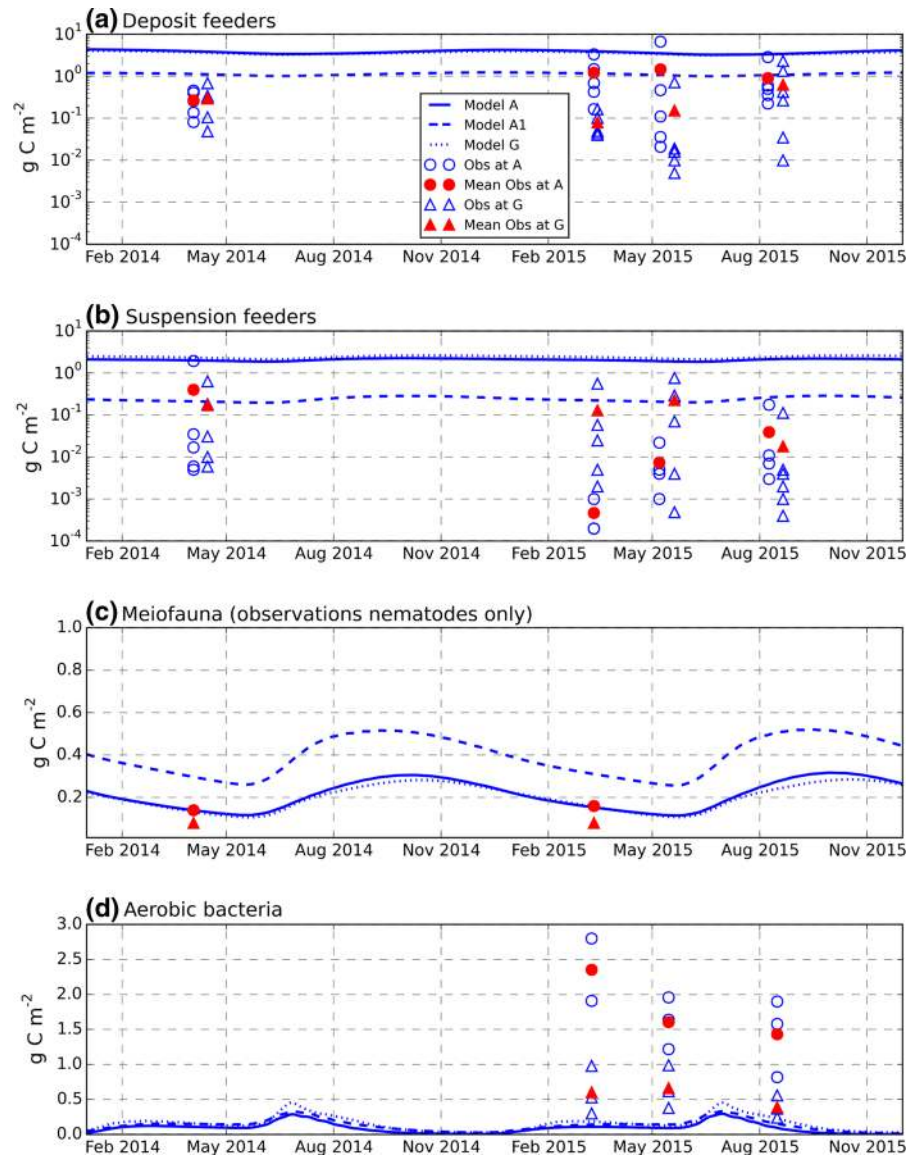 (a) Deposit feeders
10^1
10^0
10^-1
10^-2
10^-3
10^-4
g C m^-2
Model A
Model A1
Model G
Obs at A
Mean Obs at A
Obs at G
Mean Obs at G
Feb 2014 May 2014 Aug 2014 Nov 2014 Feb 2015 May 2015 Aug 2015 Nov 2015
(b) Suspension feeders
10^1
10^0
10^-1
10^-2
10^-3
10^-4
g C m^-2
Feb 2014 May 2014 Aug 2014 Nov 2014 Feb 2015 May 2015 Aug 2015 Nov 2015
(c) Meiofauna (observations nematodes only)
1.0
0.8
0.6
0.4
0.2
g C m^-2
Feb 2014 May 2014 Aug 2014 Nov 2014 Feb 2015 May 2015 Aug 2015 Nov 2015
(d) Aerobic bacteria
3.0
2.5
2.0
1.5
1.0
0.5
0.0
g C m^-2
Feb 2014 May 2014 Aug 2014 Nov 2014 Feb 2015 May 2015 Aug 2015 Nov 2015